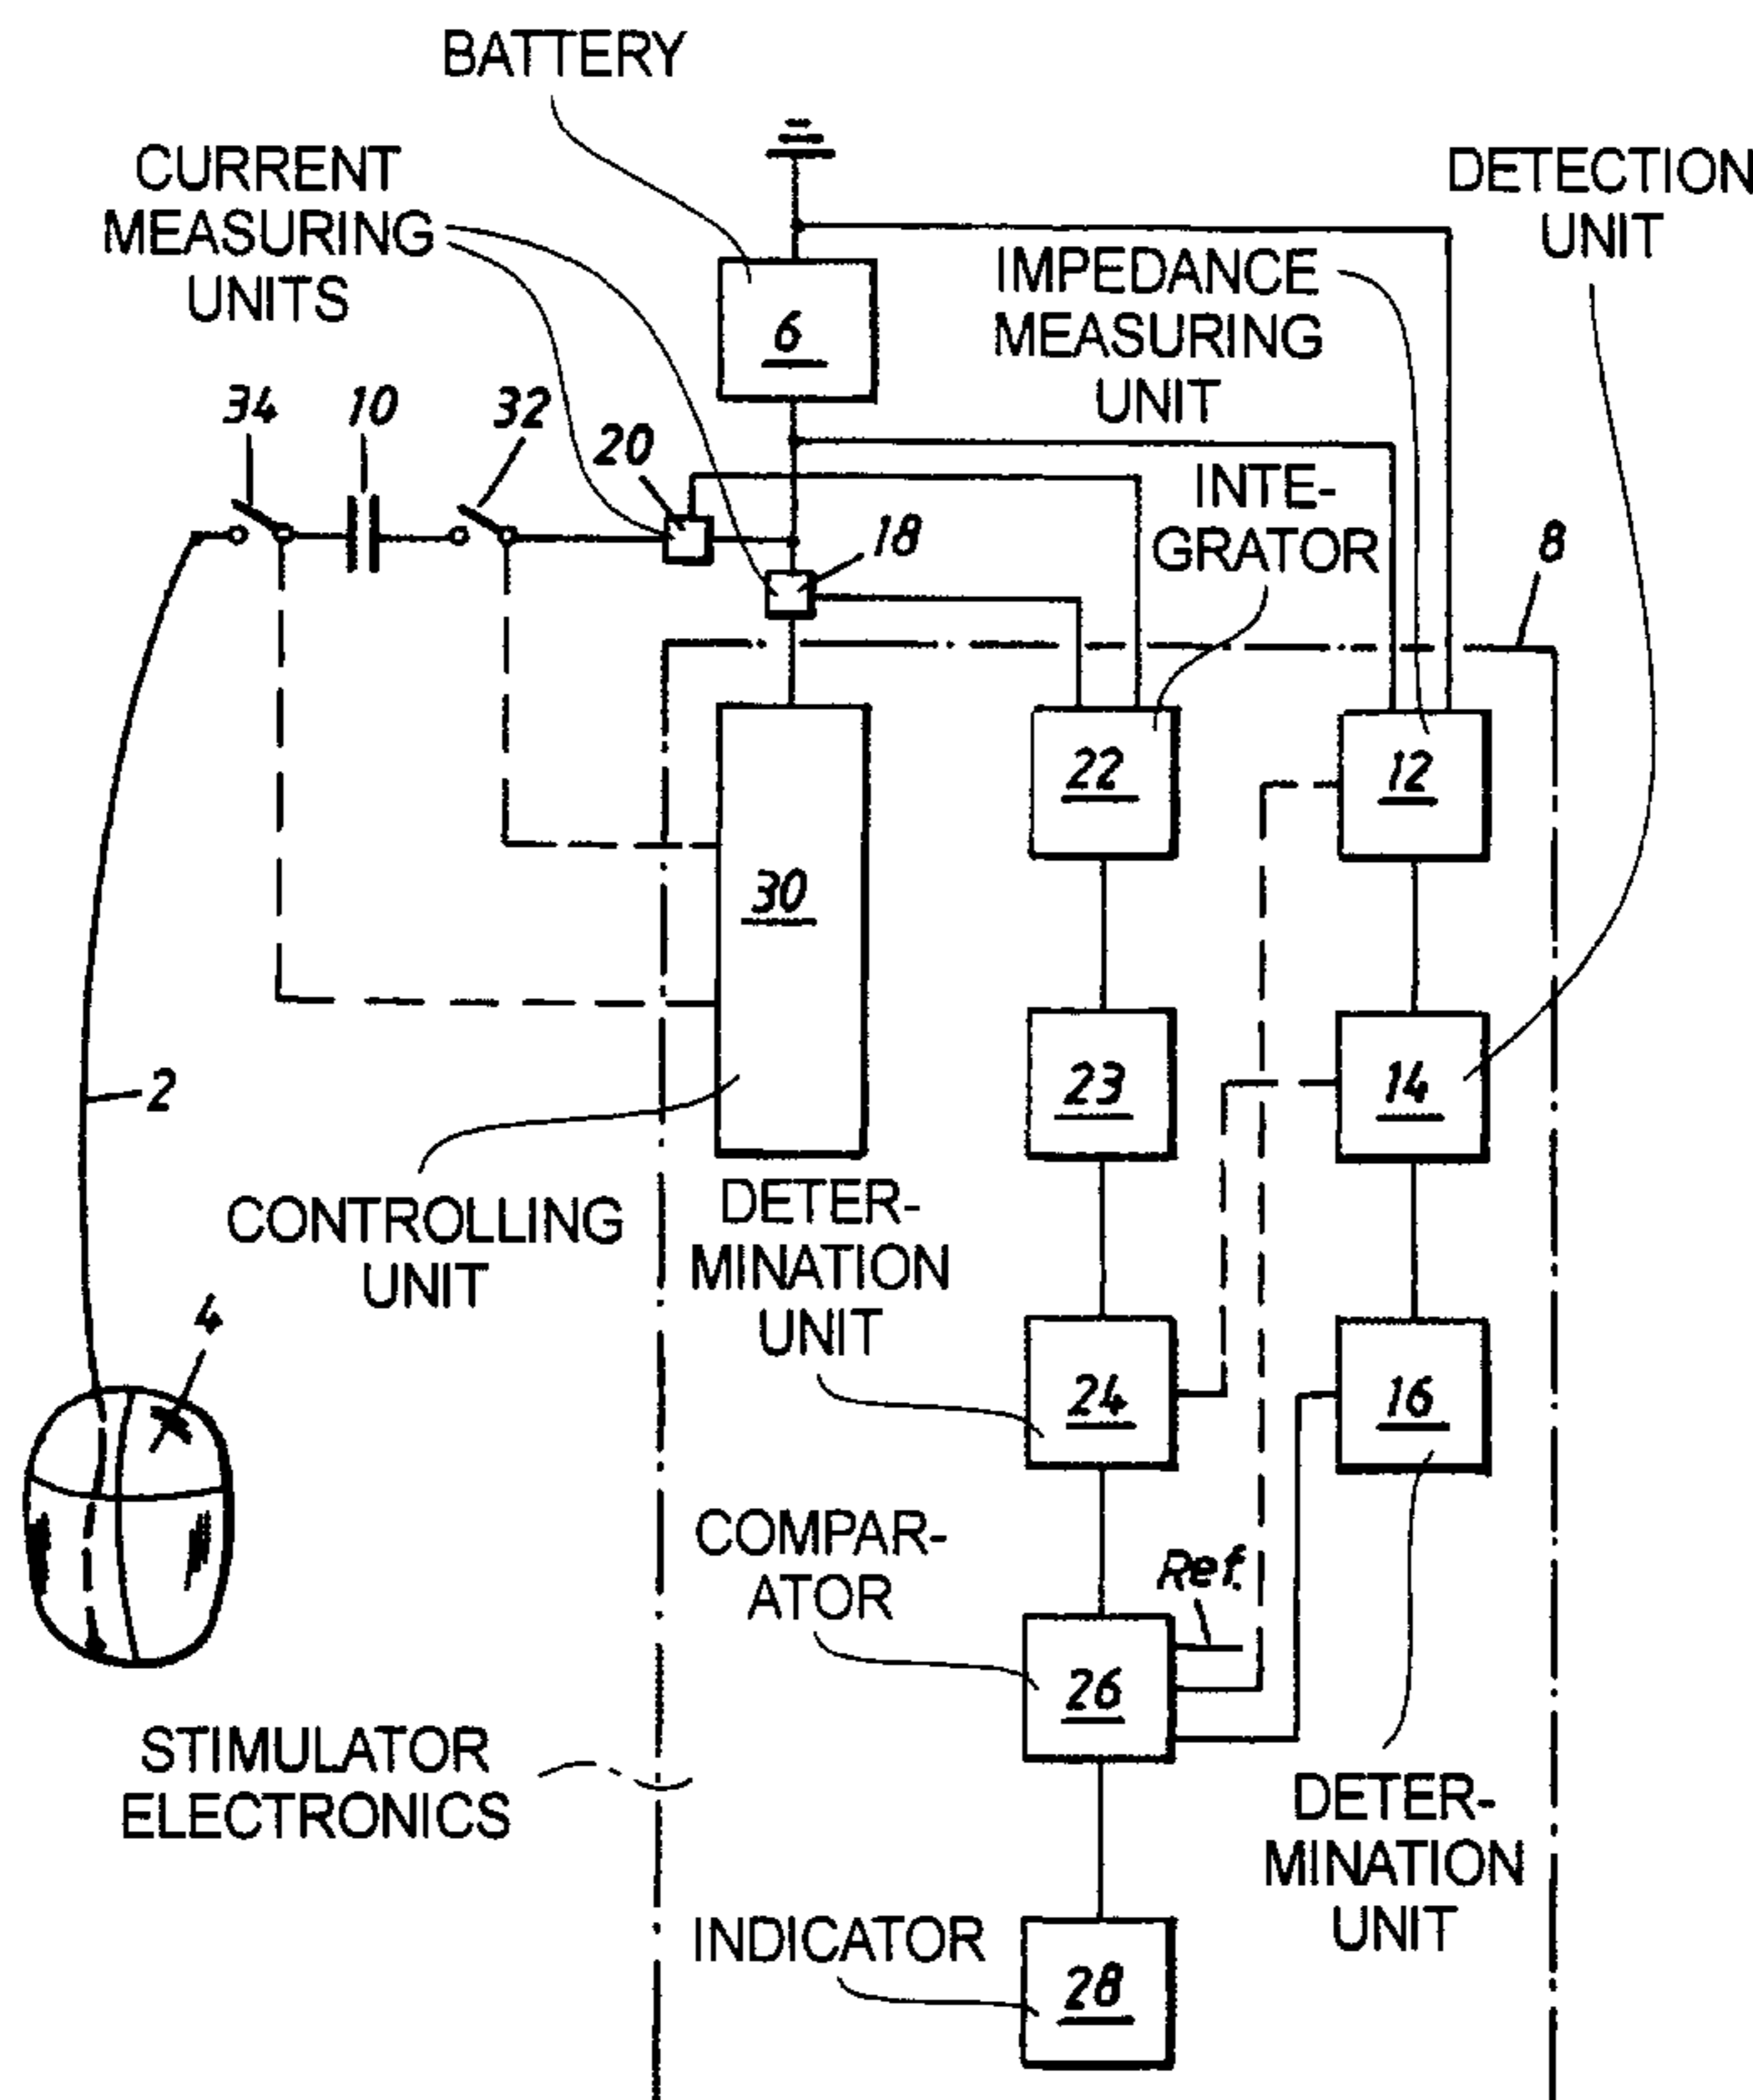 BATTERY
CURRENT
MEASURING
UNITS
DETECTION
UNIT
IMPEDANCE
MEASURING
UNIT
6
34
10
32
20
INTE-
GRATOR
18
8
22
12
30
23
14
2
CONTROLLING
UNIT
DETER-
MINATION
UNIT
4
24
16
COMPAR-
ATOR
Ref.
26
STIMULATOR
ELECTRONICS
DETER-
MINATION
UNIT
INDICATOR
28